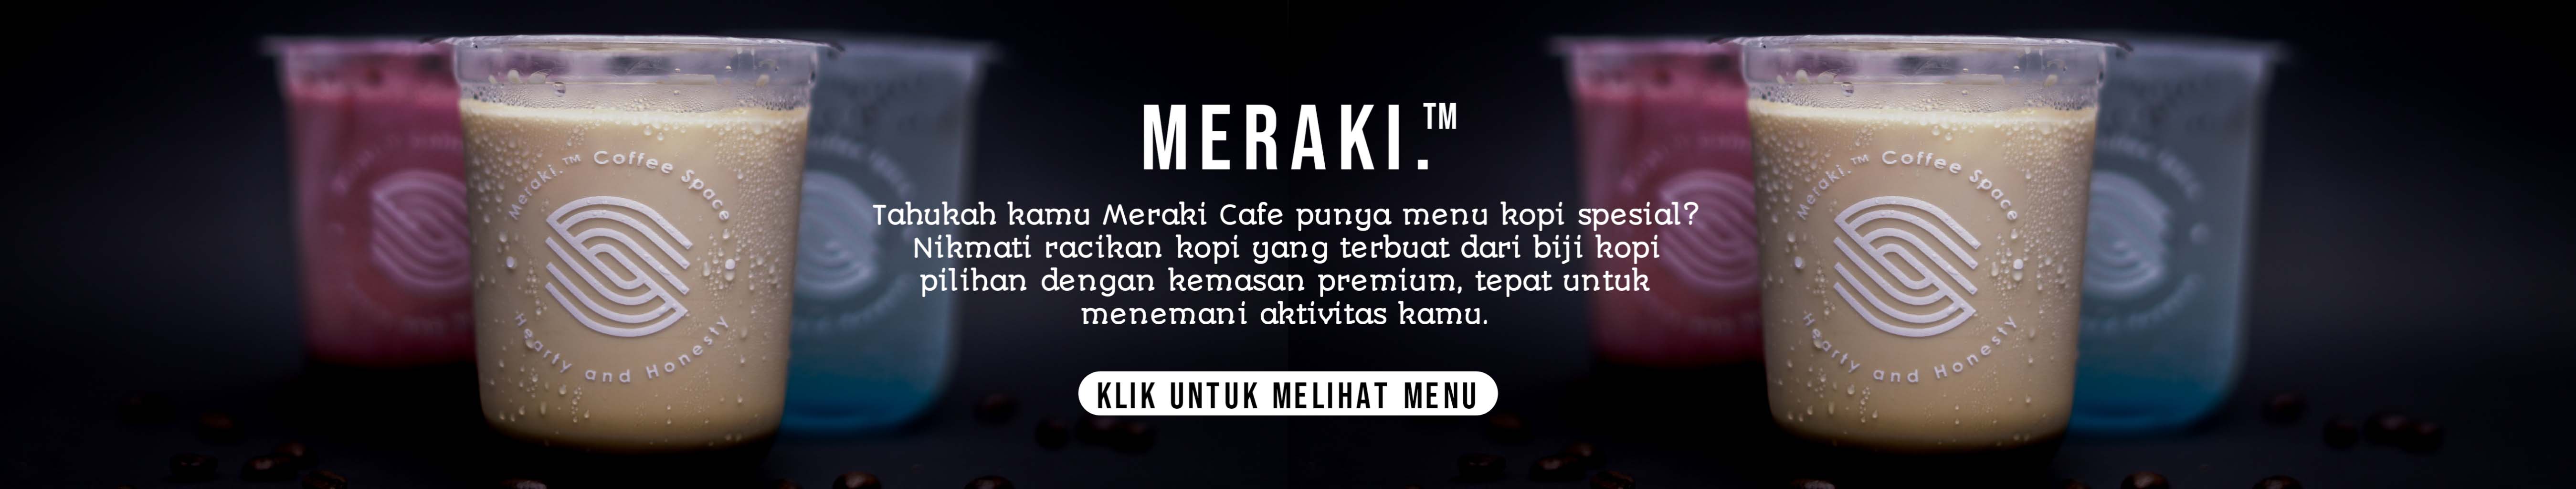 MERAKI.™
Tahukah kamu Meraki Cafe punya menu kopi spesial?
Nikmati racikan kopi yang terbuat dari biji kopi
pilihan dengan kemasan premium, tepat untuk
menemani aktivitas kamu.
KLIK UNTUK MELIHAT MENU
Meraki.™ Coffee Space
Hearty and Honesty
Meraki.™ Coffee Space
Hearty and Honesty